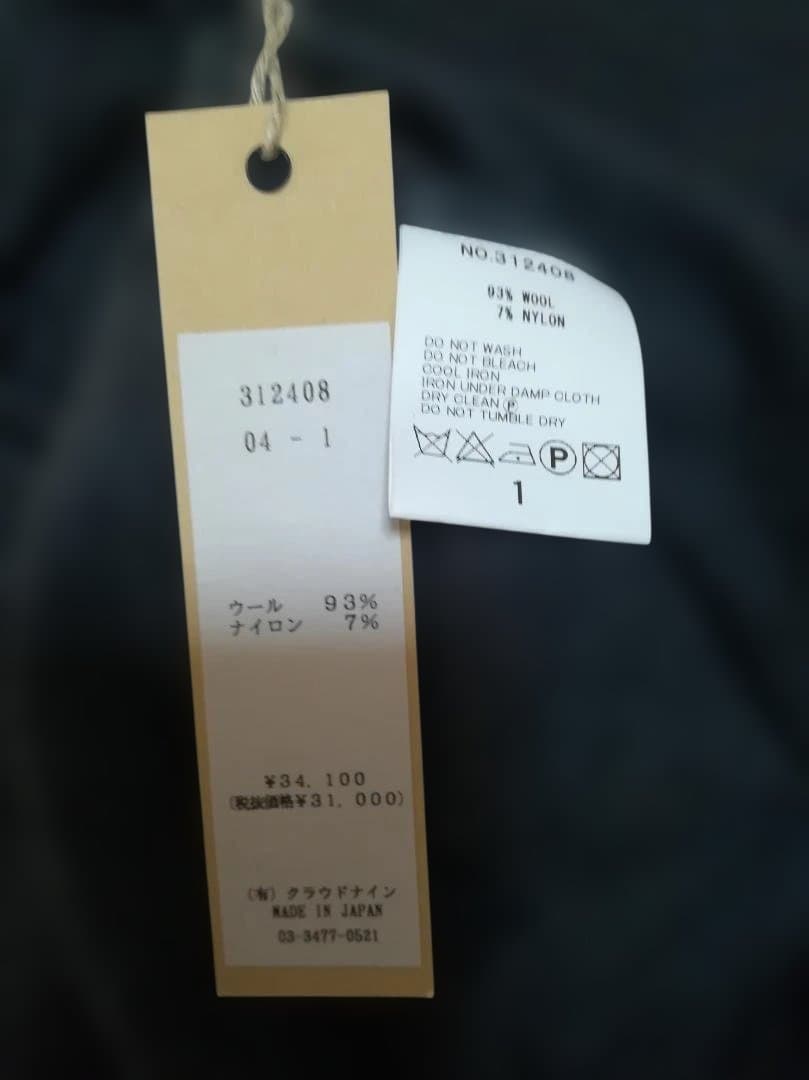 312408
04 - 1
ウール 93%
ナイロン 7%
¥34,100
(税抜価格¥31,000)
(有)クラウドナイン
MADE IN JAPAN
03-3477-0521
NO.312408
93% WOOL
7% NYLON
DO NOT WASH
DO NOT BLEACH
COOL IRON
IRON UNDER DAMP CLOTH
DRY CLEAN Ⓟ
DO NOT TUMBLE DRY
P
1